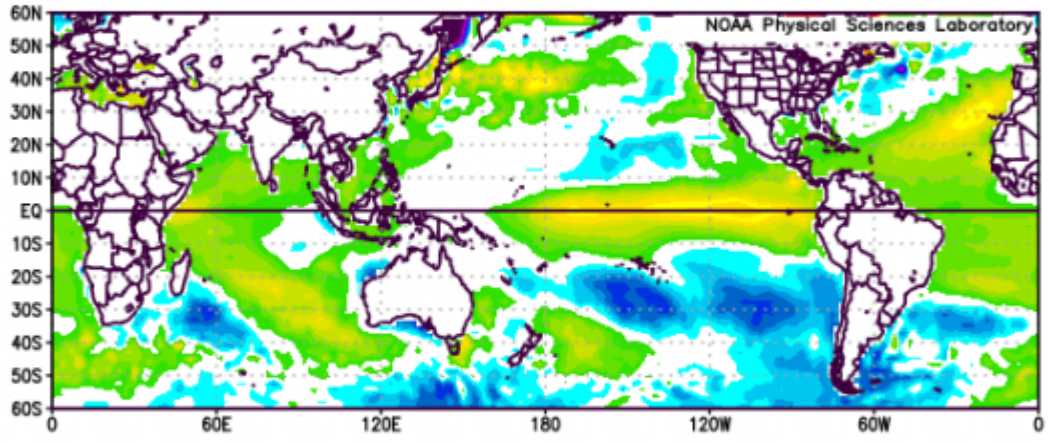 60N
NOAA Physical Sciences Laboratory
50N
40N
30N
20N
10N
EQ
10S
20S
30S
40S
50S
60S
0 60E 120E 180 120W 60W 0